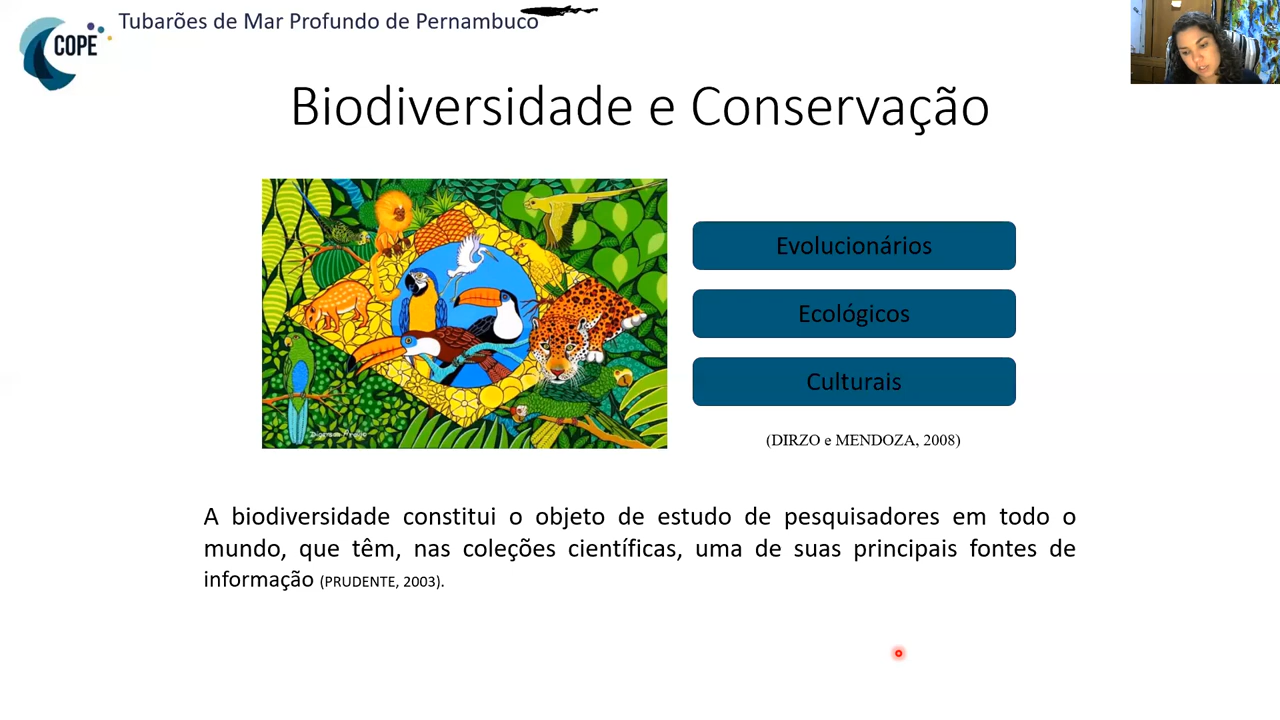 COPE
Tubarões de Mar Profundo de Pernambuco
Biodiversidade e Conservação
Evolucionários
Ecológicos
Culturais
(DIRZO e MENDOZA, 2008)
A biodiversidade constitui o objeto de estudo de pesquisadores em todo o
mundo, que têm, nas coleções científicas, uma de suas principais fontes de
informação (PRUDENTE, 2003).